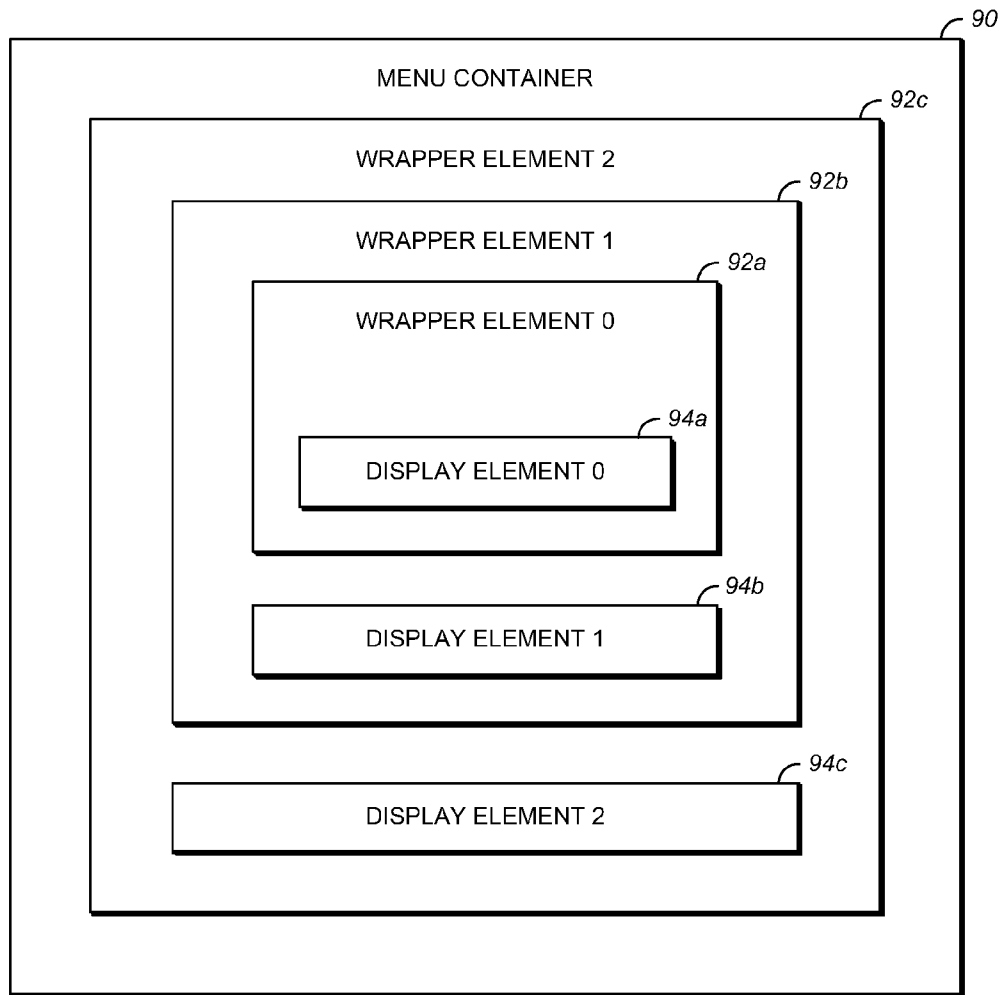 90
MENU CONTAINER
92c
WRAPPER ELEMENT 2
92b
WRAPPER ELEMENT 1
92a
WRAPPER ELEMENT 0
94a
DISPLAY ELEMENT 0
94b
DISPLAY ELEMENT 1
94c
DISPLAY ELEMENT 2